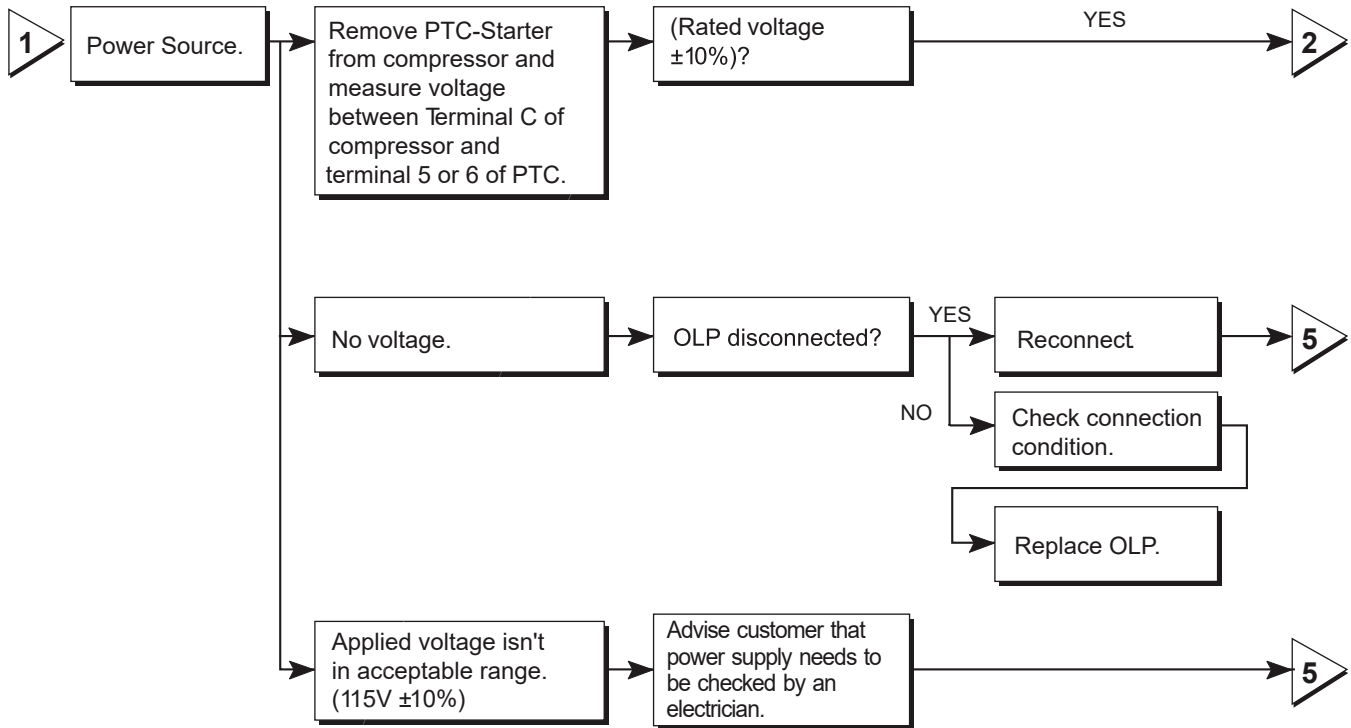 1
Power Source.
Remove PTC-Starter
from compressor and
measure voltage
between Terminal C of
compressor and
terminal 5 or 6 of PTC.
(Rated voltage
±10%)?
YES
2
No voltage.
OLP disconnected?
YES
Reconnect.
5
NO
Check connection
condition.
Replace OLP.
Applied voltage isn't
in acceptable range.
(115V ±10%)
Advise customer that
power supply needs to
be checked by an
electrician.
5